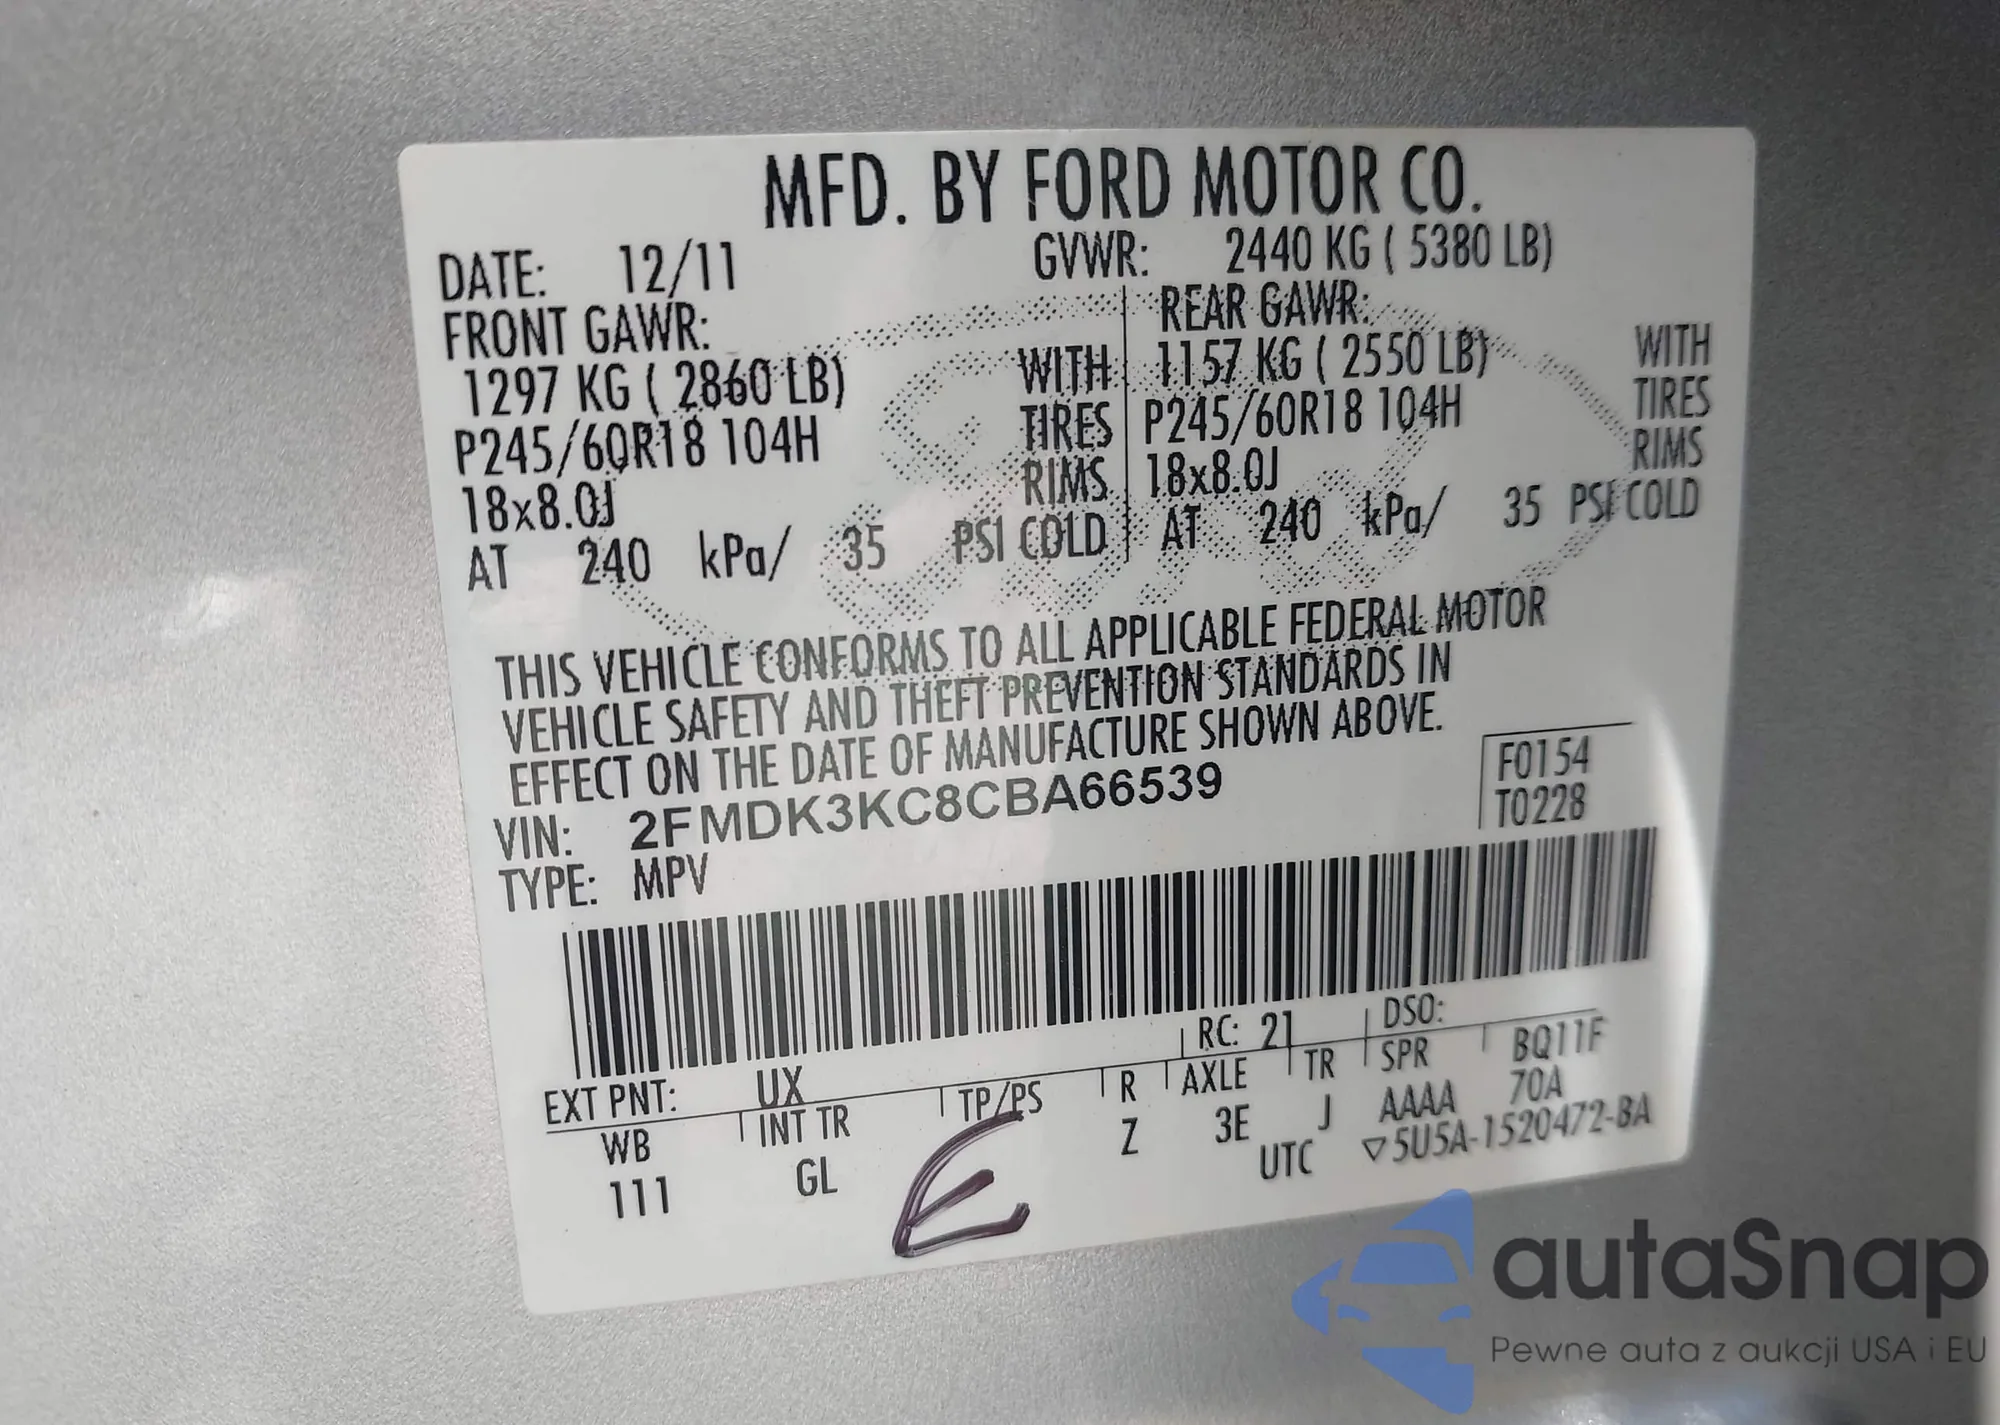 MFD. BY FORD MOTOR CO.
DATE: 12/11 GVWR: 2440 KG ( 5380 LB)
FRONT GAWR: REAR GAWR:
1297 KG ( 2860 LB) WITH 1157 KG ( 2550 LB) WITH
P245/60R18 104H TIRES P245/60R18 104H TIRES
18x8.0J RIMS 18x8.0J RIMS
AT 240 kPa/ 35 PSI COLD AT 240 kPa/ 35 PSI COLD
THIS VEHICLE CONFORMS TO ALL APPLICABLE FEDERAL MOTOR
VEHICLE SAFETY AND THEFT PREVENTION STANDARDS IN
EFFECT ON THE DATE OF MANUFACTURE SHOWN ABOVE.
F0154
VIN: 2FMDK3KC8CBA66539 T0228
TYPE: MPV
EXT PNT: UX RC: 21 DSO:
WB INT TR TP/PS R AXLE TR SPR BQ11F
111 GL E Z 3E J AAAA 70A
UTC ▽5U5A-1520472-BA
autaSnap
Pewne auta z aukcji USA i EU